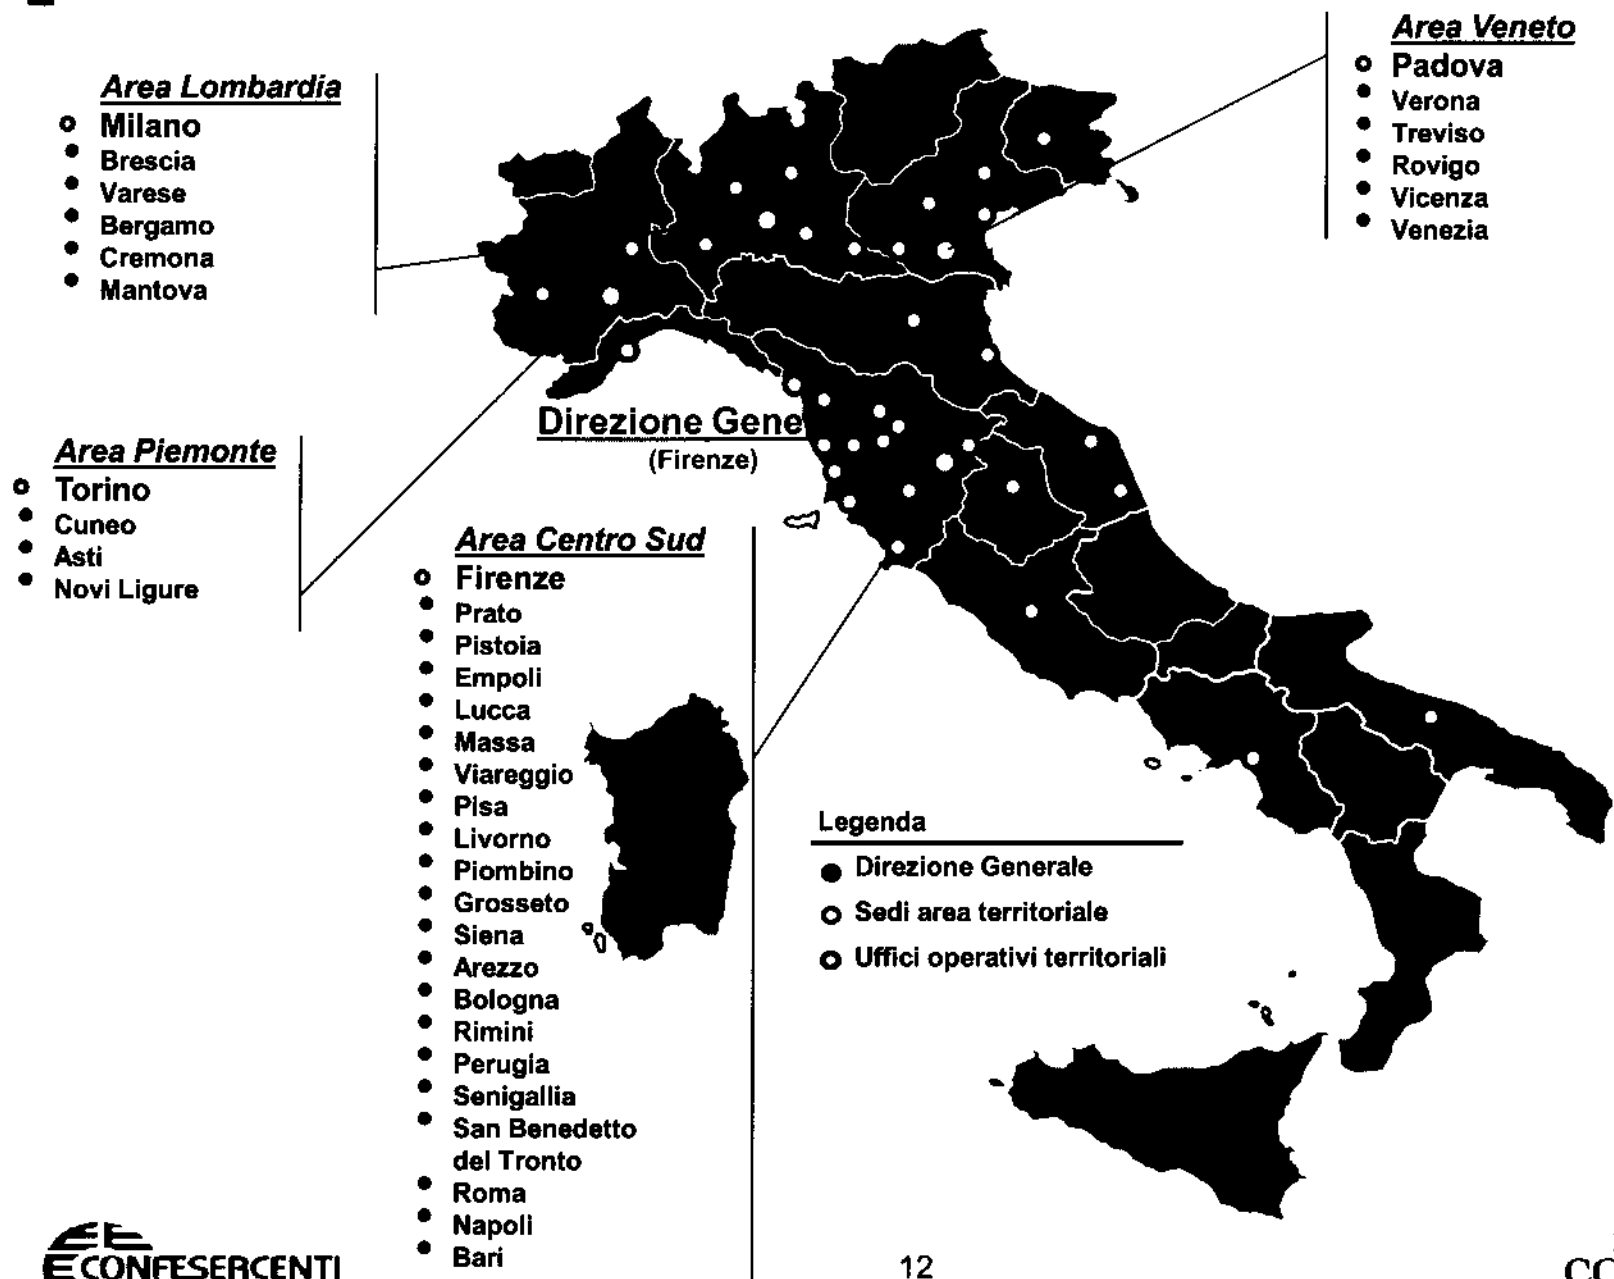 Area Lombardia
Milano
Brescia
Varese
Bergamo
Cremona
Mantova
Area Veneto
Padova
Verona
Treviso
Rovigo
Vicenza
Venezia
Area Piemonte
Torino
Cuneo
Asti
Novi Ligure
Direzione Gene
(Firenze)
Area Centro Sud
Firenze
Prato
Pistoia
Empoli
Lucca
Massa
Viareggio
Pisa
Livorno
Piombino
Grosseto
Siena
Arezzo
Bologna
Rimini
Perugia
Senigallia
San Benedetto
del Tronto
Roma
Napoli
Bari
Legenda
Direzione Generale
Sedi area territoriale
Uffici operativi territoriali
CONFESERCENTI
12